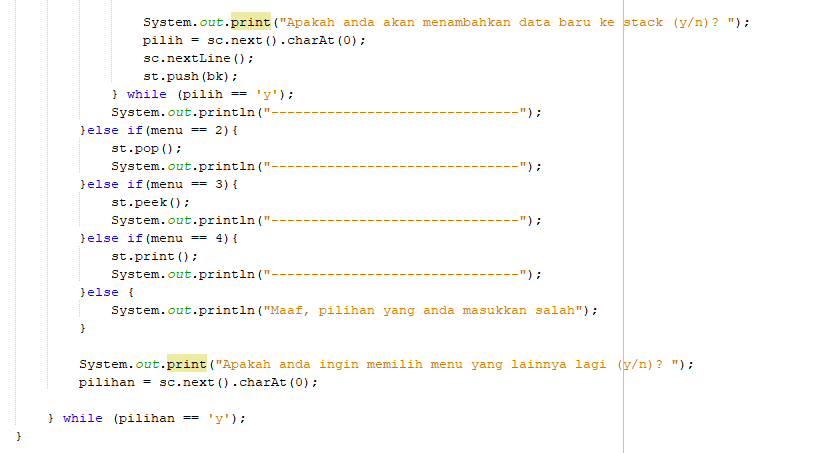 System.out.print("Apakah anda akan menambahkan data baru ke stack (y/n)? ");
pilih = sc.next().charAt(0);
sc.nextLine();
st.push(bk);
} while (pilih == 'y');
System.out.println("-------------------------------");
}else if(menu == 2){
st.pop();
System.out.println("-------------------------------");
}else if(menu == 3){
st.peek();
System.out.println("-------------------------------");
}else if(menu == 4){
st.print();
System.out.println("-------------------------------");
}else {
System.out.println("Maaf, pilihan yang anda masukkan salah");
}
System.out.print("Apakah anda ingin memilih menu yang lainnya lagi (y/n)? ");
pilihan = sc.next().charAt(0);
} while (pilihan == 'y');
}